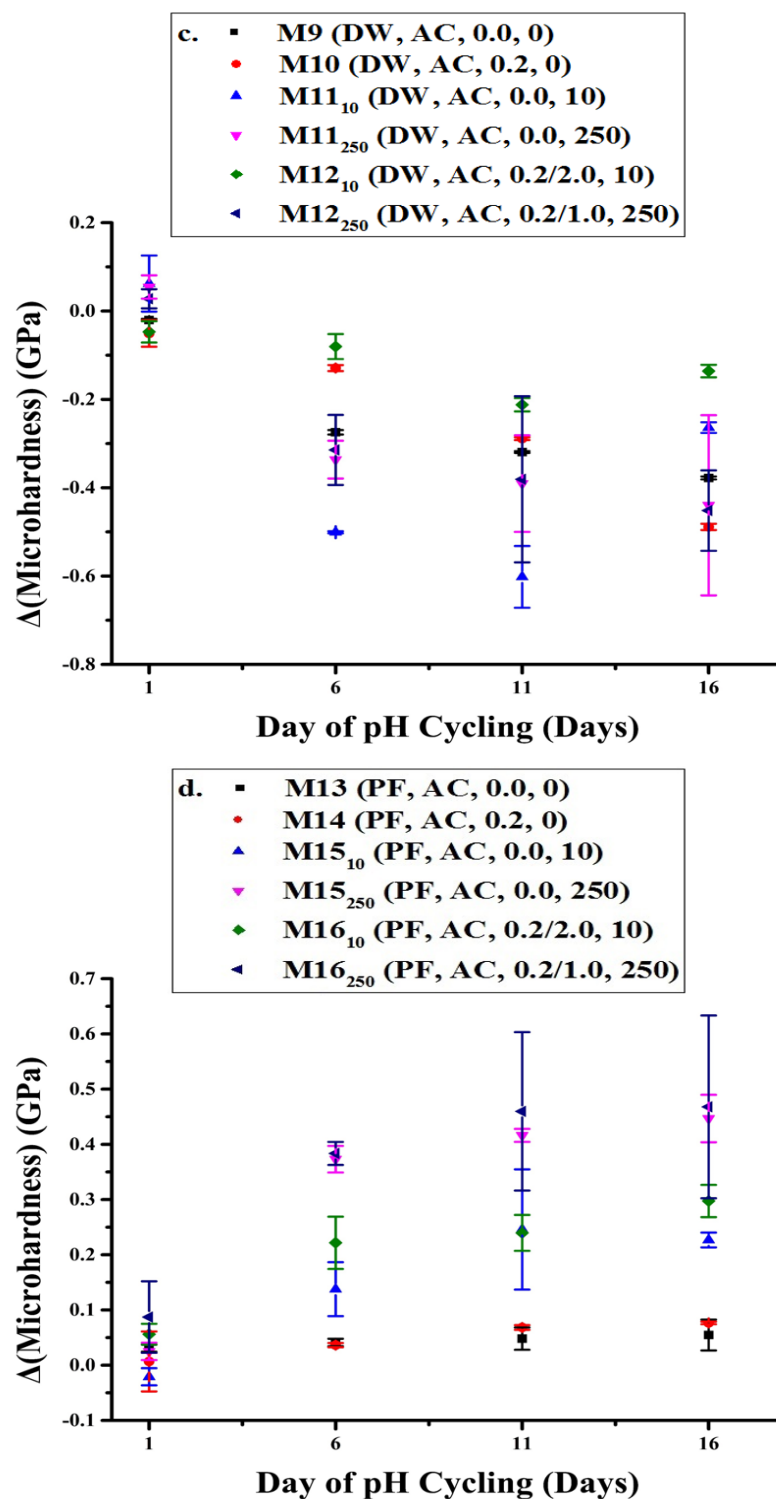 c. M9 (DW, AC, 0.0, 0)
M10 (DW, AC, 0.2, 0)
M11₁₀ (DW, AC, 0.0, 10)
M11₂₅₀ (DW, AC, 0.0, 250)
M12₁₀ (DW, AC, 0.2/2.0, 10)
M12₂₅₀ (DW, AC, 0.2/1.0, 250)
0.2
0.0
-0.2
-0.4
-0.6
-0.8
Δ(Microhardness) (GPa)
1 6 11 16
Day of pH Cycling (Days)
d. M13 (PF, AC, 0.0, 0)
M14 (PF, AC, 0.2, 0)
M15₁₀ (PF, AC, 0.0, 10)
M15₂₅₀ (PF, AC, 0.0, 250)
M16₁₀ (PF, AC, 0.2/2.0, 10)
M16₂₅₀ (PF, AC, 0.2/1.0, 250)
0.7
0.6
0.5
0.4
0.3
0.2
0.1
0.0
-0.1
Δ(Microhardness) (GPa)
1 6 11 16
Day of pH Cycling (Days)